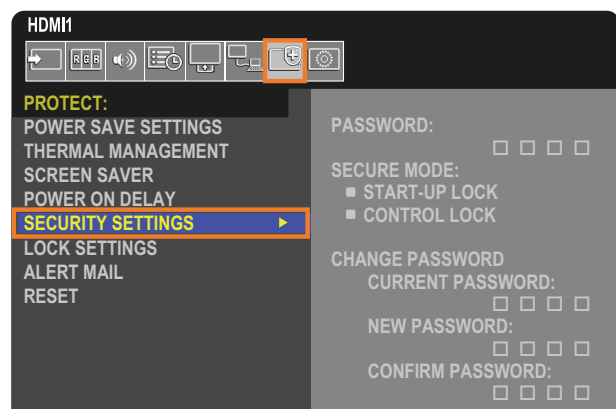 HDMI1
RGB
PROTECT:
POWER SAVE SETTINGS
THERMAL MANAGEMENT
SCREEN SAVER
POWER ON DELAY
SECURITY SETTINGS
LOCK SETTINGS
ALERT MAIL
RESET
PASSWORD:
SECURE MODE:
START-UP LOCK
CONTROL LOCK
CHANGE PASSWORD
CURRENT PASSWORD:
NEW PASSWORD:
CONFIRM PASSWORD: